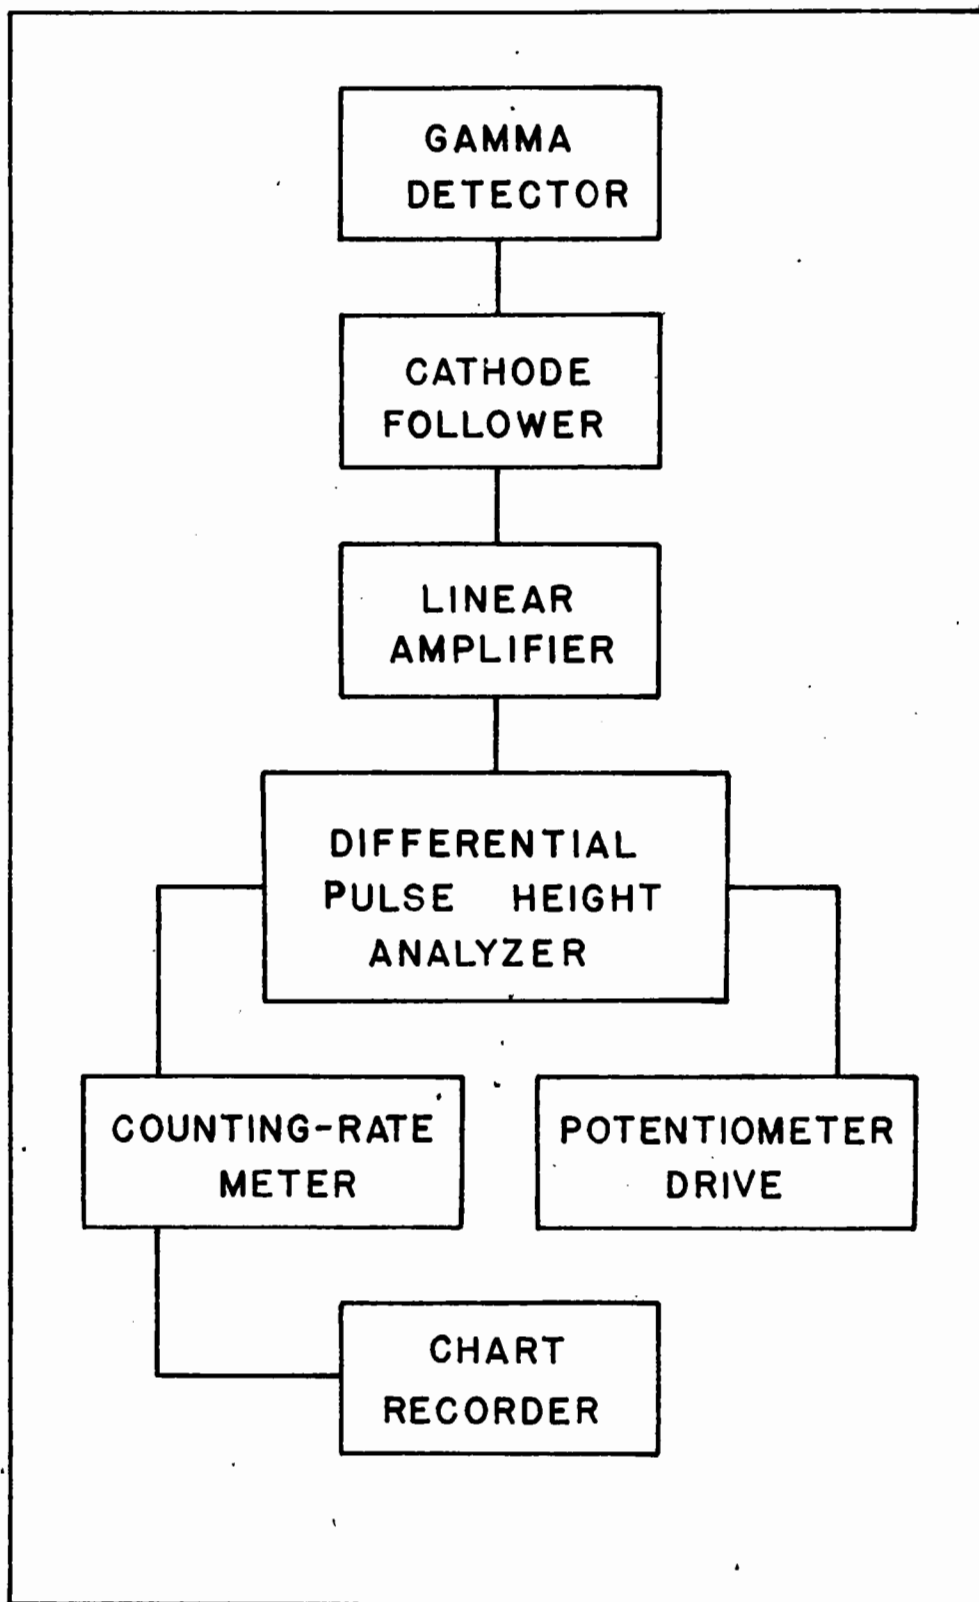 GAMMA
DETECTOR
CATHODE
FOLLOWER
LINEAR
AMPLIFIER
DIFFERENTIAL
PULSE HEIGHT
ANALYZER
COUNTING-RATE
METER
POTENTIOMETER
DRIVE
CHART
RECORDER